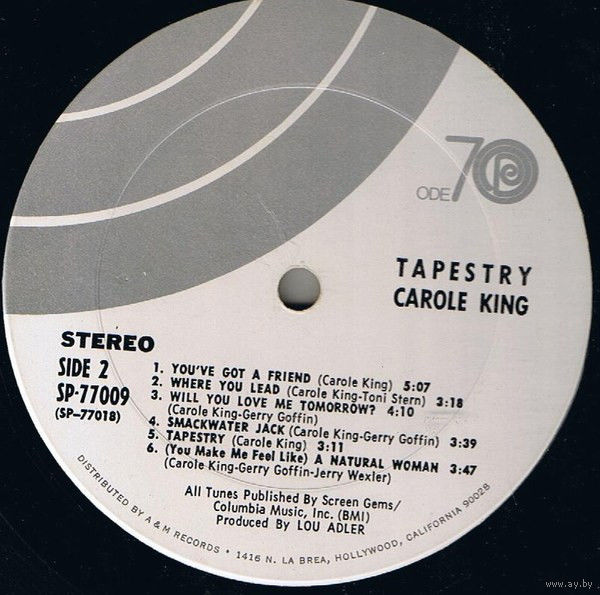 ODE 70
TAPESTRY
CAROLE KING
STEREO
SIDE 2
SP-77009
(SP-77018)
1. YOU'VE GOT A FRIEND (Carole King) 5:07
2. WHERE YOU LEAD (Carole King-Toni Stern) 3:18
3. WILL YOU LOVE ME TOMORROW? 4:10
(Carole King-Gerry Goffin)
4. SMACKWATER JACK (Carole King-Gerry Goffin) 3:39
5. TAPESTRY (Carole King) 3:11
6. (You Make Me Feel Like) A NATURAL WOMAN 3:47
(Carole King-Gerry Goffin-Jerry Wexler)
All Tunes Published By Screen Gems/
Columbia Music, Inc. (BMI)
Produced By LOU ADLER
DISTRIBUTED BY A & M RECORDS • 1416 N. LA BREA, HOLLYWOOD, CALIFORNIA 90028
www.ay.by